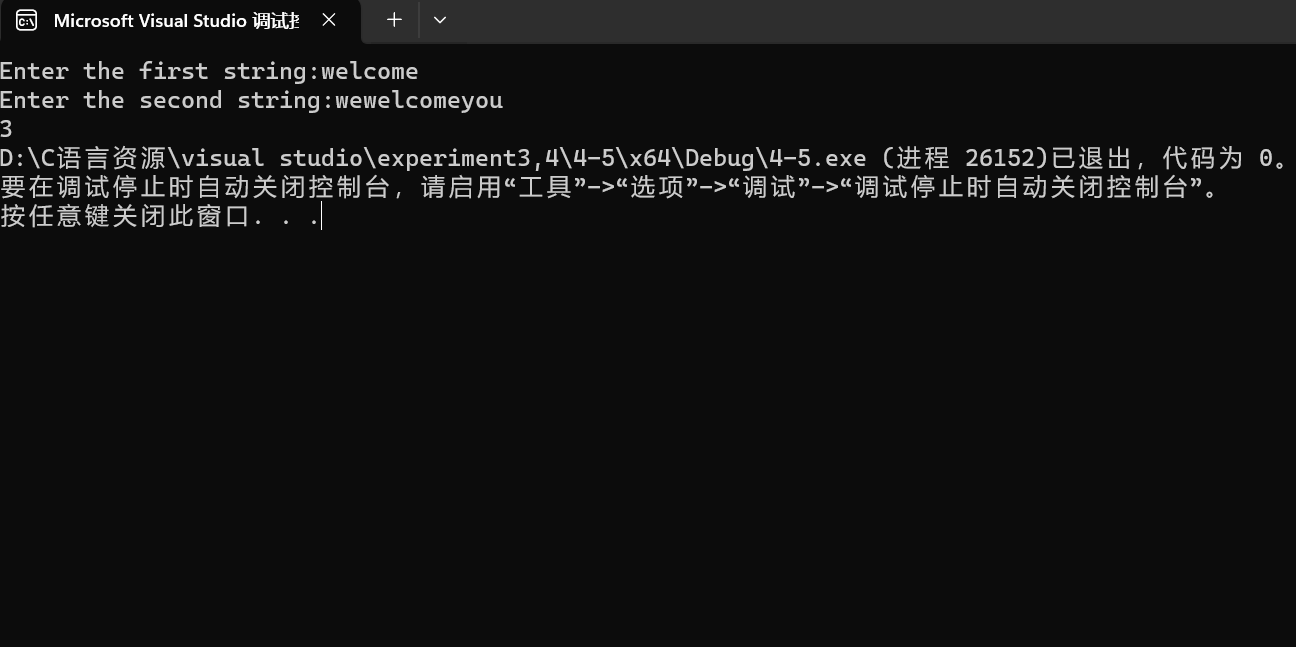 Microsoft Visual Studio 调试
Enter the first string:welcome
Enter the second string:wewelcomeyou
3
D:\C语言资源\visual studio\experiment3,4\4-5\x64\Debug\4-5.exe (进程 26152)已退出，代码为 0。
要在调试停止时自动关闭控制台，请启用“工具”->“选项”->“调试”->“调试停止时自动关闭控制台”。
按任意键关闭此窗口. . .